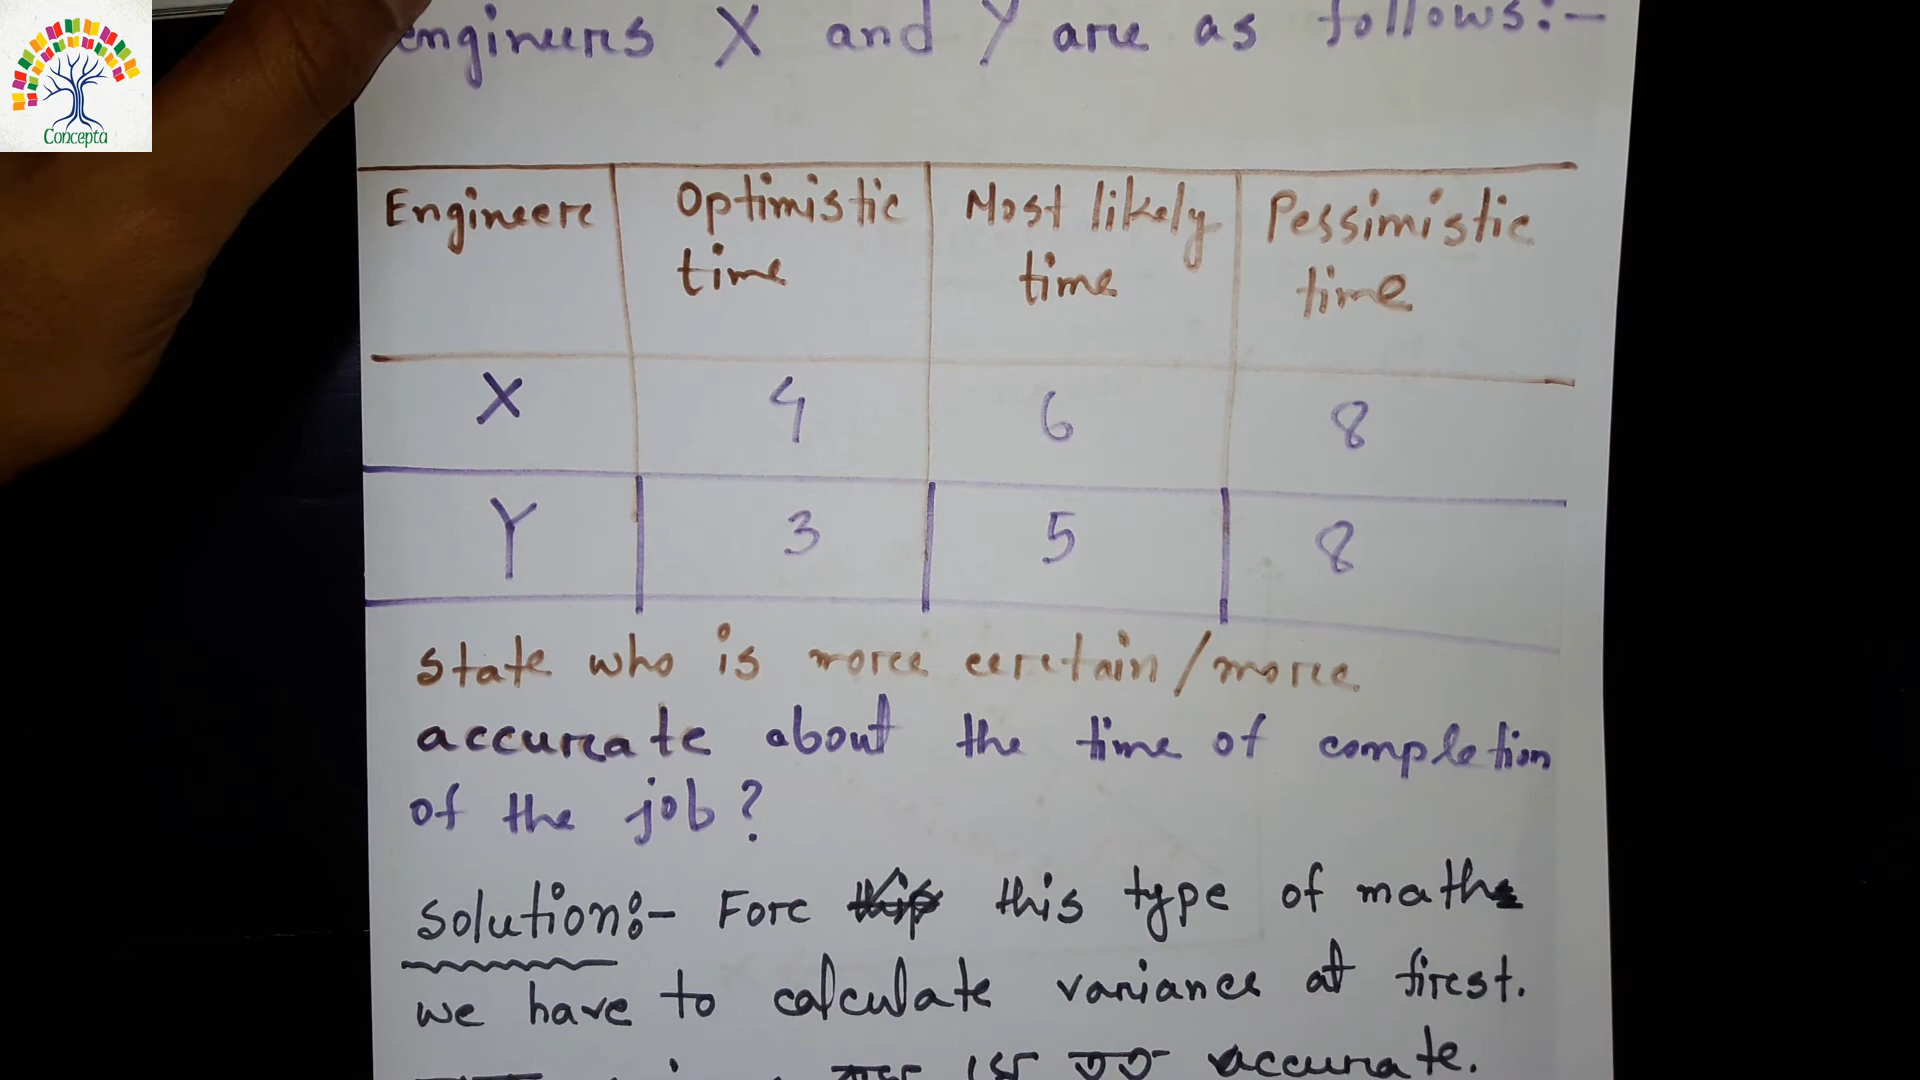 Concepta
engineers X and Y are as follows:-
Engineer Optimistic time Most likely time Pessimistic time
X 4 6 8
Y 3 5 8
State who is more certain/more
accurate about the time of completion
of the job?
Solution:- For this type of maths
we have to calculate variance at first.
accurate.